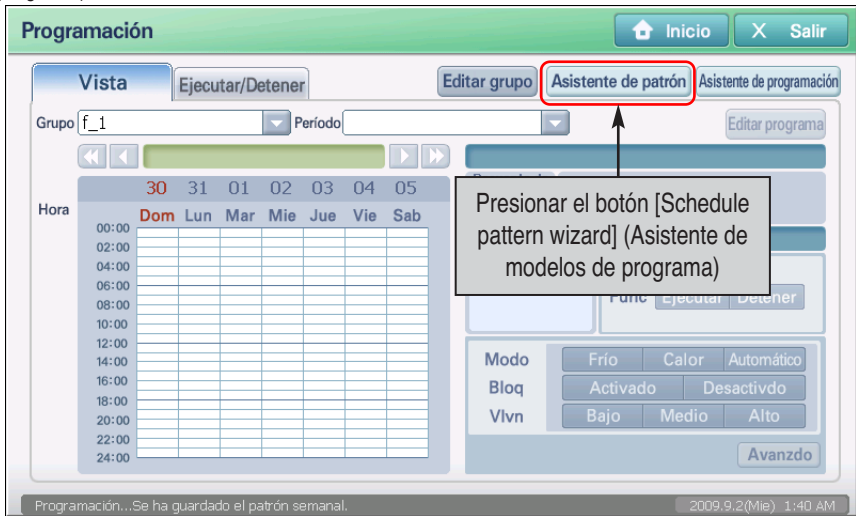 Programación
Inicio
X Salir
Vista
Ejecutar/Detener
Editar grupo
Asistente de patrón
Asistente de programación
Grupo f_1
Período
Editar programa
30 31 01 02 03 04 05
Hora
Dom Lun Mar Mie Jue Vie Sab
00:00
02:00
04:00
06:00
08:00
10:00
12:00
14:00
16:00
18:00
20:00
22:00
24:00
Presionar el botón [Schedule
pattern wizard] (Asistente de
modelos de programa)
Func Ejecutar Detener
Modo Frío Calor Automático
Bloq Activado Desactivdo
Vlvn Bajo Medio Alto
Avanzdo
Programación...Se ha guardado el patrón semanal.
2009.9.2(Mie) 1:40 AM